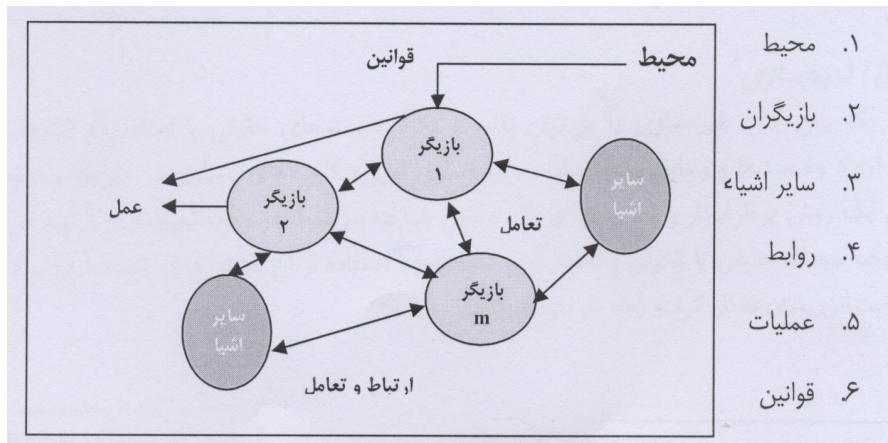 ۱. محیط
۲. بازیگران
۳. سایر اشیاء
۴. روابط
۵. عملیات
۶. قوانین
محیط
قوانین
بازیگر
۱
سایر
اشیا
بازیگر
۲
عمل
تعامل
بازیگر
m
سایر
اشیا
ارتباط و تعامل